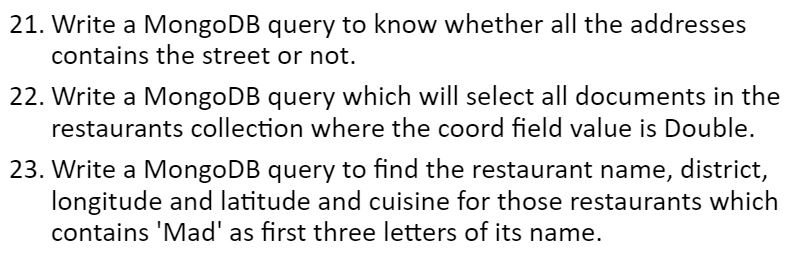 21. Write a MongoDB query to know whether all the addresses
contains the street or not.
22. Write a MongoDB query which will select all documents in the
restaurants collection where the coord field value is Double.
23. Write a MongoDB query to find the restaurant name, district,
longitude and latitude and cuisine for those restaurants which
contains 'Mad' as first three letters of its name.